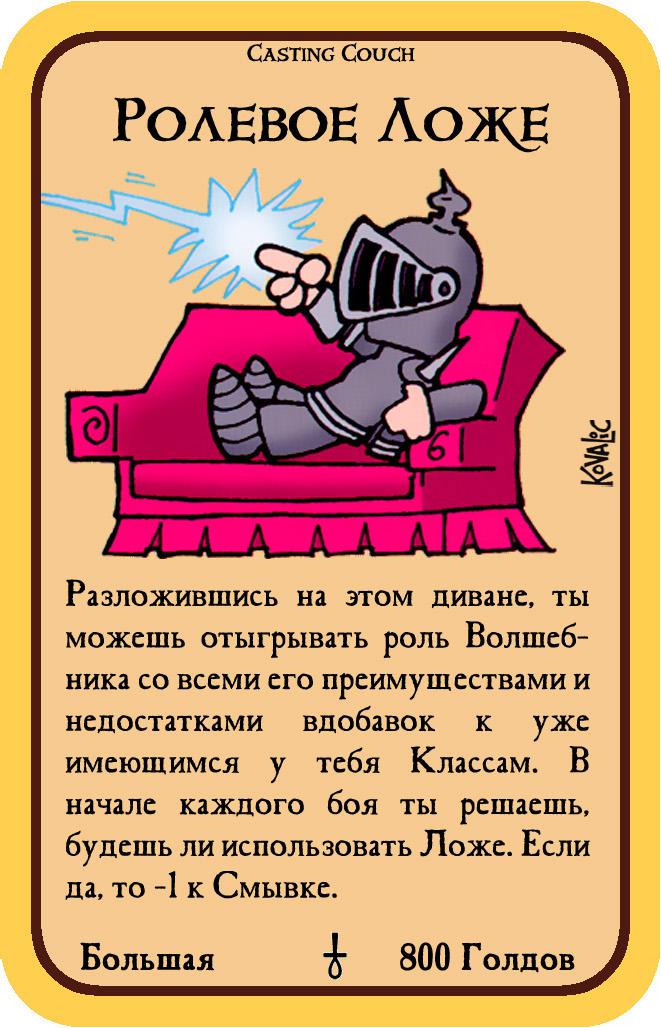 Casting Couch
Ролевое Ложе
Kovalic
Разложившись на этом диване, ты
можешь отыгрывать роль Волшеб-
ника со всеми его преимуществами и
недостатками вдобавок к уже
имеющимся у тебя Классам. В
начале каждого боя ты решаешь,
будешь ли использовать Ложе. Если
да, то -1 к Смывке.
Большая 800 Голдов